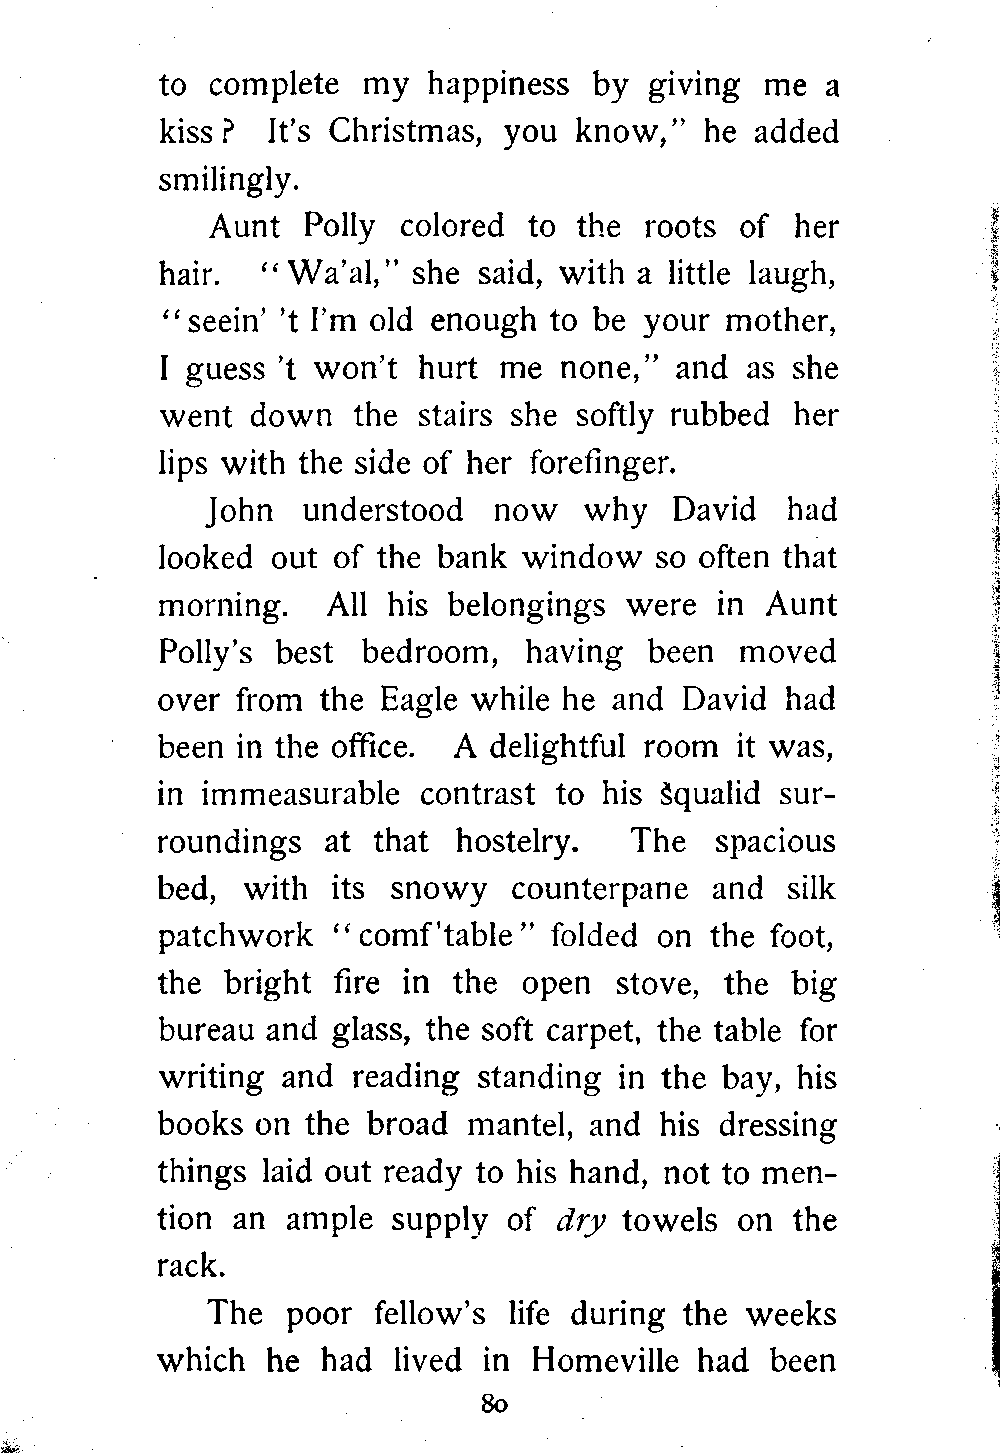 to complete my happiness by giving me a
kiss? It's Christmas, you know," he added
smilingly.
Aunt Polly colored to the roots of her
hair. "Wa'al," she said, with a little laugh,
"seein' 't I'm old enough to be your mother,
I guess 't won't hurt me none," and as she
went down the stairs she softly rubbed her
lips with the side of her forefinger.
John understood now why David had
looked out of the bank window so often that
morning. All his belongings were in Aunt
Polly's best bedroom, having been moved
over from the Eagle while he and David had
been in the office. A delightful room it was,
in immeasurable contrast to his squalid sur-
roundings at that hostelry. The spacious
bed, with its snowy counterpane and silk
patchwork "comf'table" folded on the foot,
the bright fire in the open stove, the big
bureau and glass, the soft carpet, the table for
writing and reading standing in the bay, his
books on the broad mantel, and his dressing
things laid out ready to his hand, not to men-
tion an ample supply of dry towels on the
rack.
The poor fellow's life during the weeks
which he had lived in Homeville had been
80